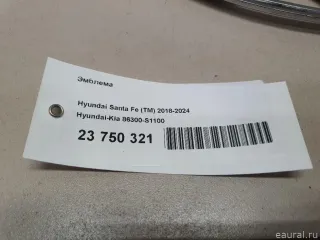 Эмблема
Hyundai Santa Fe (TM) 2018-2024
Hyundai-Kia 86300-S1100
23 750 321
eaural.ru